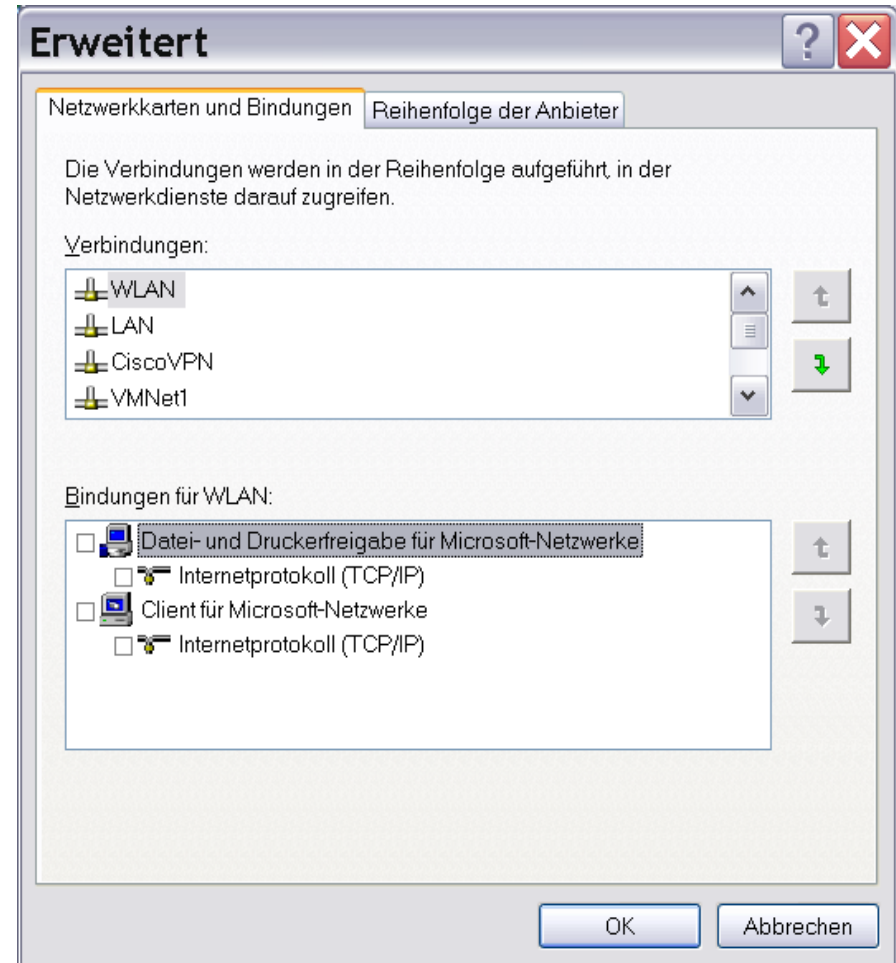 Erweitert
Netzwerkkarten und Bindungen
Reihenfolge der Anbieter
Die Verbindungen werden in der Reihenfolge aufgeführt, in der
Netzwerkdienste darauf zugreifen.
Verbindungen:
WLAN
LAN
CiscoVPN
VMNet1
Bindungen für WLAN:
Datei- und Druckerfreigabe für Microsoft-Netzwerke
Internetprotokoll (TCP/IP)
Client für Microsoft-Netzwerke
Internetprotokoll (TCP/IP)
OK
Abbrechen